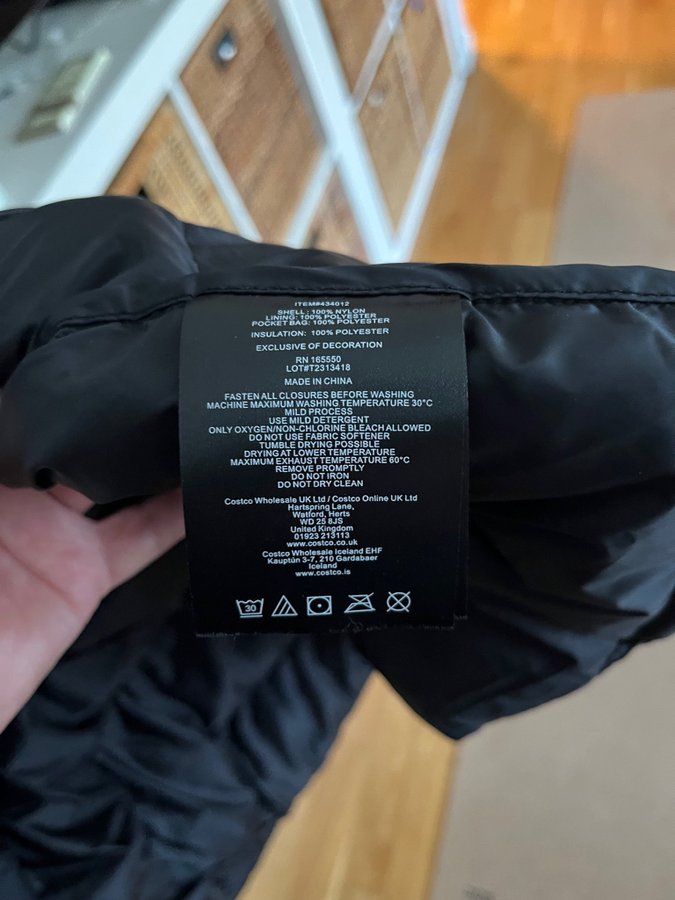 ITEM#434012
SHELL: 100% NYLON
LINING: 100% POLYESTER
POCKET BAG: 100% POLYESTER
INSULATION: 100% POLYESTER
EXCLUSIVE OF DECORATION
RN 165550
LOT#T2313418
MADE IN CHINA
FASTEN ALL CLOSURES BEFORE WASHING
MACHINE MAXIMUM WASHING TEMPERATURE 30°C
MILD PROCESS
USE MILD DETERGENT
ONLY OXYGEN/NON-CHLORINE BLEACH ALLOWED
DO NOT USE FABRIC SOFTENER
TUMBLE DRYING POSSIBLE
DRYING AT LOWER TEMPERATURE
MAXIMUM EXHAUST TEMPERATURE 60°C
REMOVE PROMPTLY
DO NOT IRON
DO NOT DRY CLEAN
Costco Wholesale UK Ltd / Costco Online UK Ltd
Hartspring Lane,
Watford, Herts
WD 25 8JS
United Kingdom
01923 213113
www.costco.co.uk
Costco Wholesale Iceland EHF
Kauptún 3-7, 210 Gardabaer
Iceland
www.costco.is
30